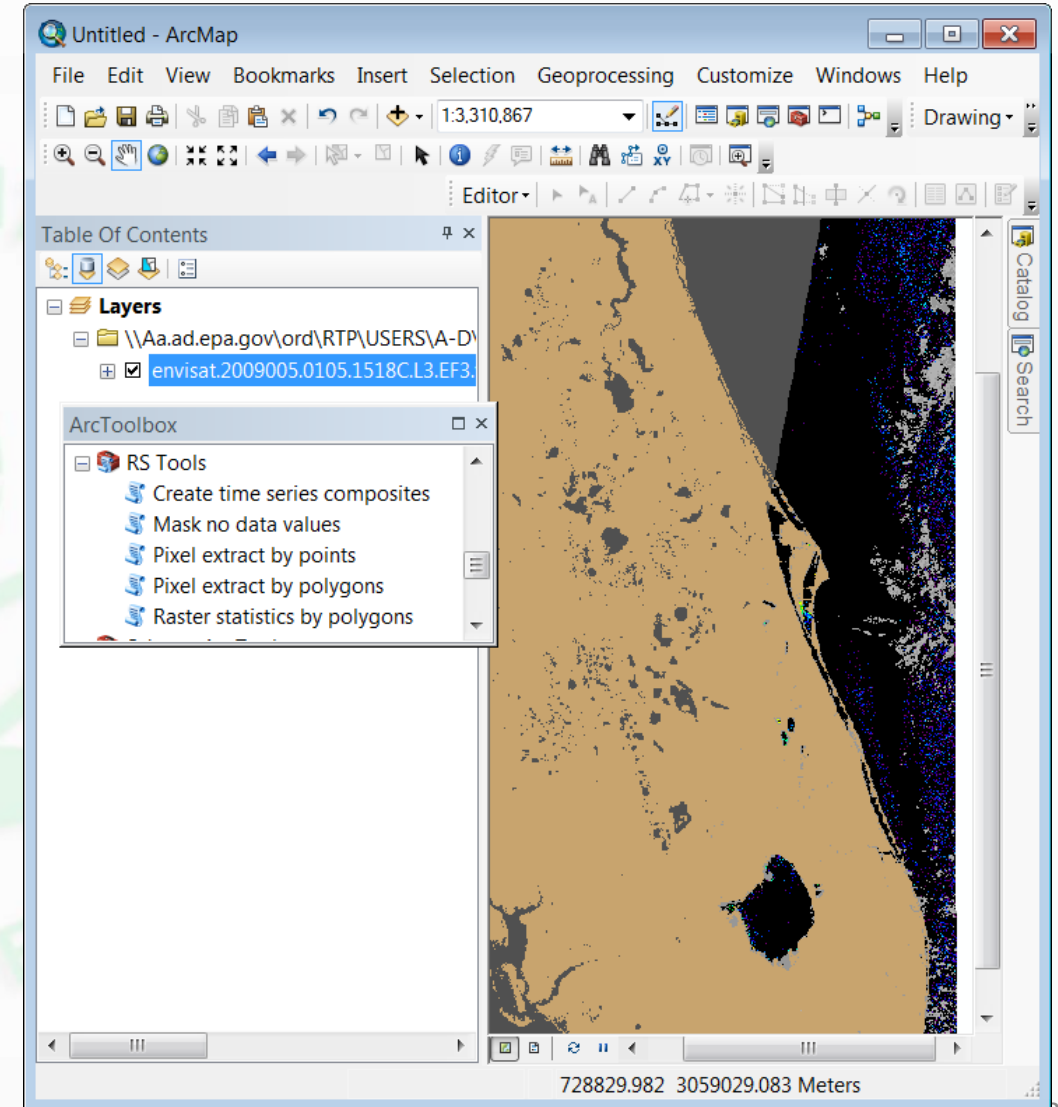 Untitled - ArcMap
File Edit View Bookmarks Insert Selection Geoprocessing Customize Windows Help
1:3,310,867 Drawing
XY
Editor
Table Of Contents
Layers
\\Aa.ad.epa.gov\ord\RTP\USERS\A-D\
envisat.2009005.0105.1518C.L3.EF3.
ArcToolbox
RS Tools
Create time series composites
Mask no data values
Pixel extract by points
Pixel extract by polygons
Raster statistics by polygons
Catalog
Search
728829.982 3059029.083 Meters